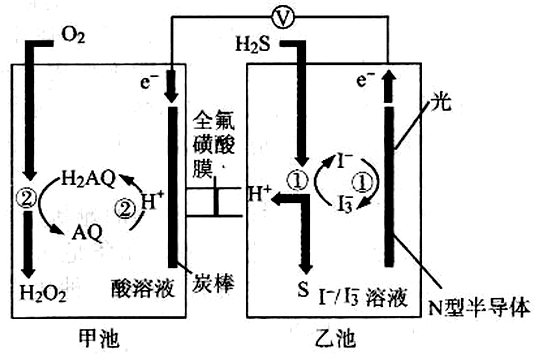 V
O₂
H₂S
e⁻
e⁻
光
全氟
磺酸
膜
H₂AQ
②
②
H⁺
AQ
H⁺
①
I⁻
①
I₃⁻
H₂O₂
酸溶液
炭棒
S
I⁻/I₃⁻ 溶液
N型半导体
甲池
乙池